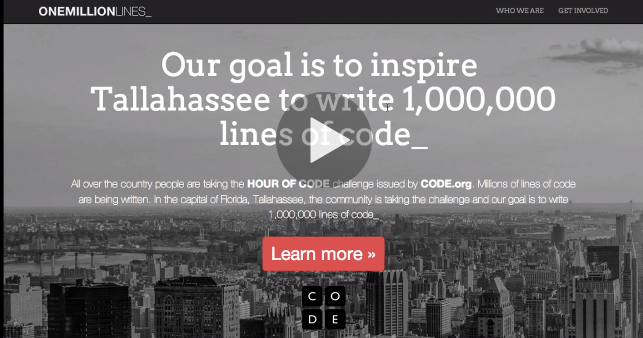 ONEMILLIONLINES_
WHO WE ARE GET INVOLVED
Our goal is to inspire
Tallahassee to write 1,000,000
lines of code_
All over the country people are taking the HOUR OF CODE challenge issued by CODE.org. Millions of lines of code
are being written. In the capital of Florida, Tallahassee, the community is taking the challenge and our goal is to write
1,000,000 lines of code_
Learn more »
C O
D E